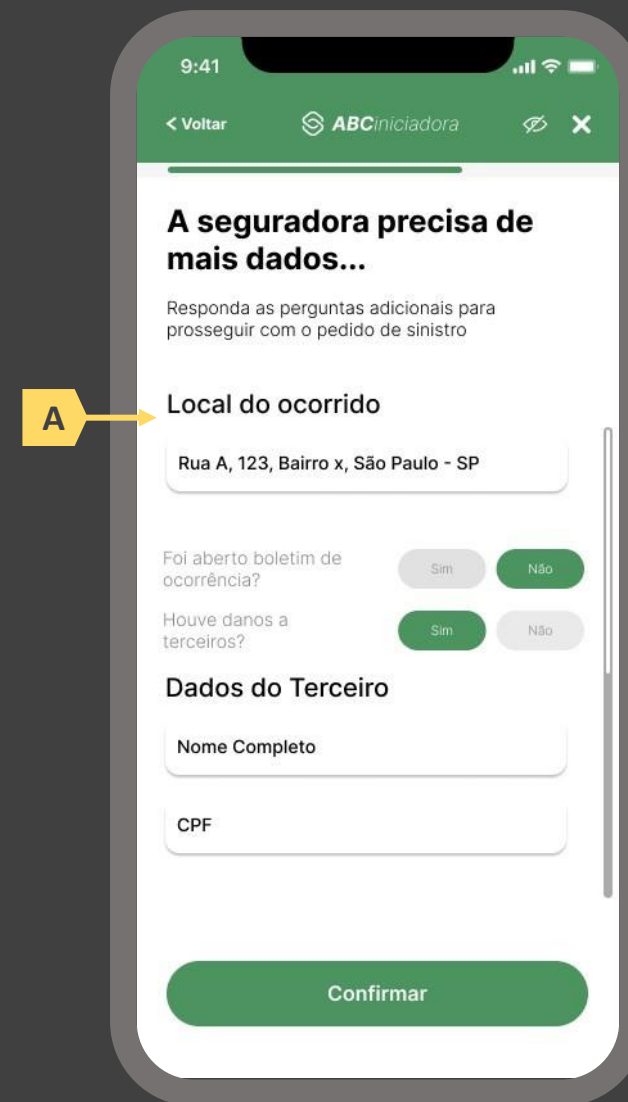 9:41
< Voltar
ABCiniciadora
A seguradora precisa de
mais dados...
Responda as perguntas adicionais para
prosseguir com o pedido de sinistro
A
Local do ocorrido
Rua A, 123, Bairro x, São Paulo - SP
Foi aberto boletim de
ocorrência?
Sim
Não
Houve danos a
terceiros?
Sim
Não
Dados do Terceiro
Nome Completo
CPF
Confirmar